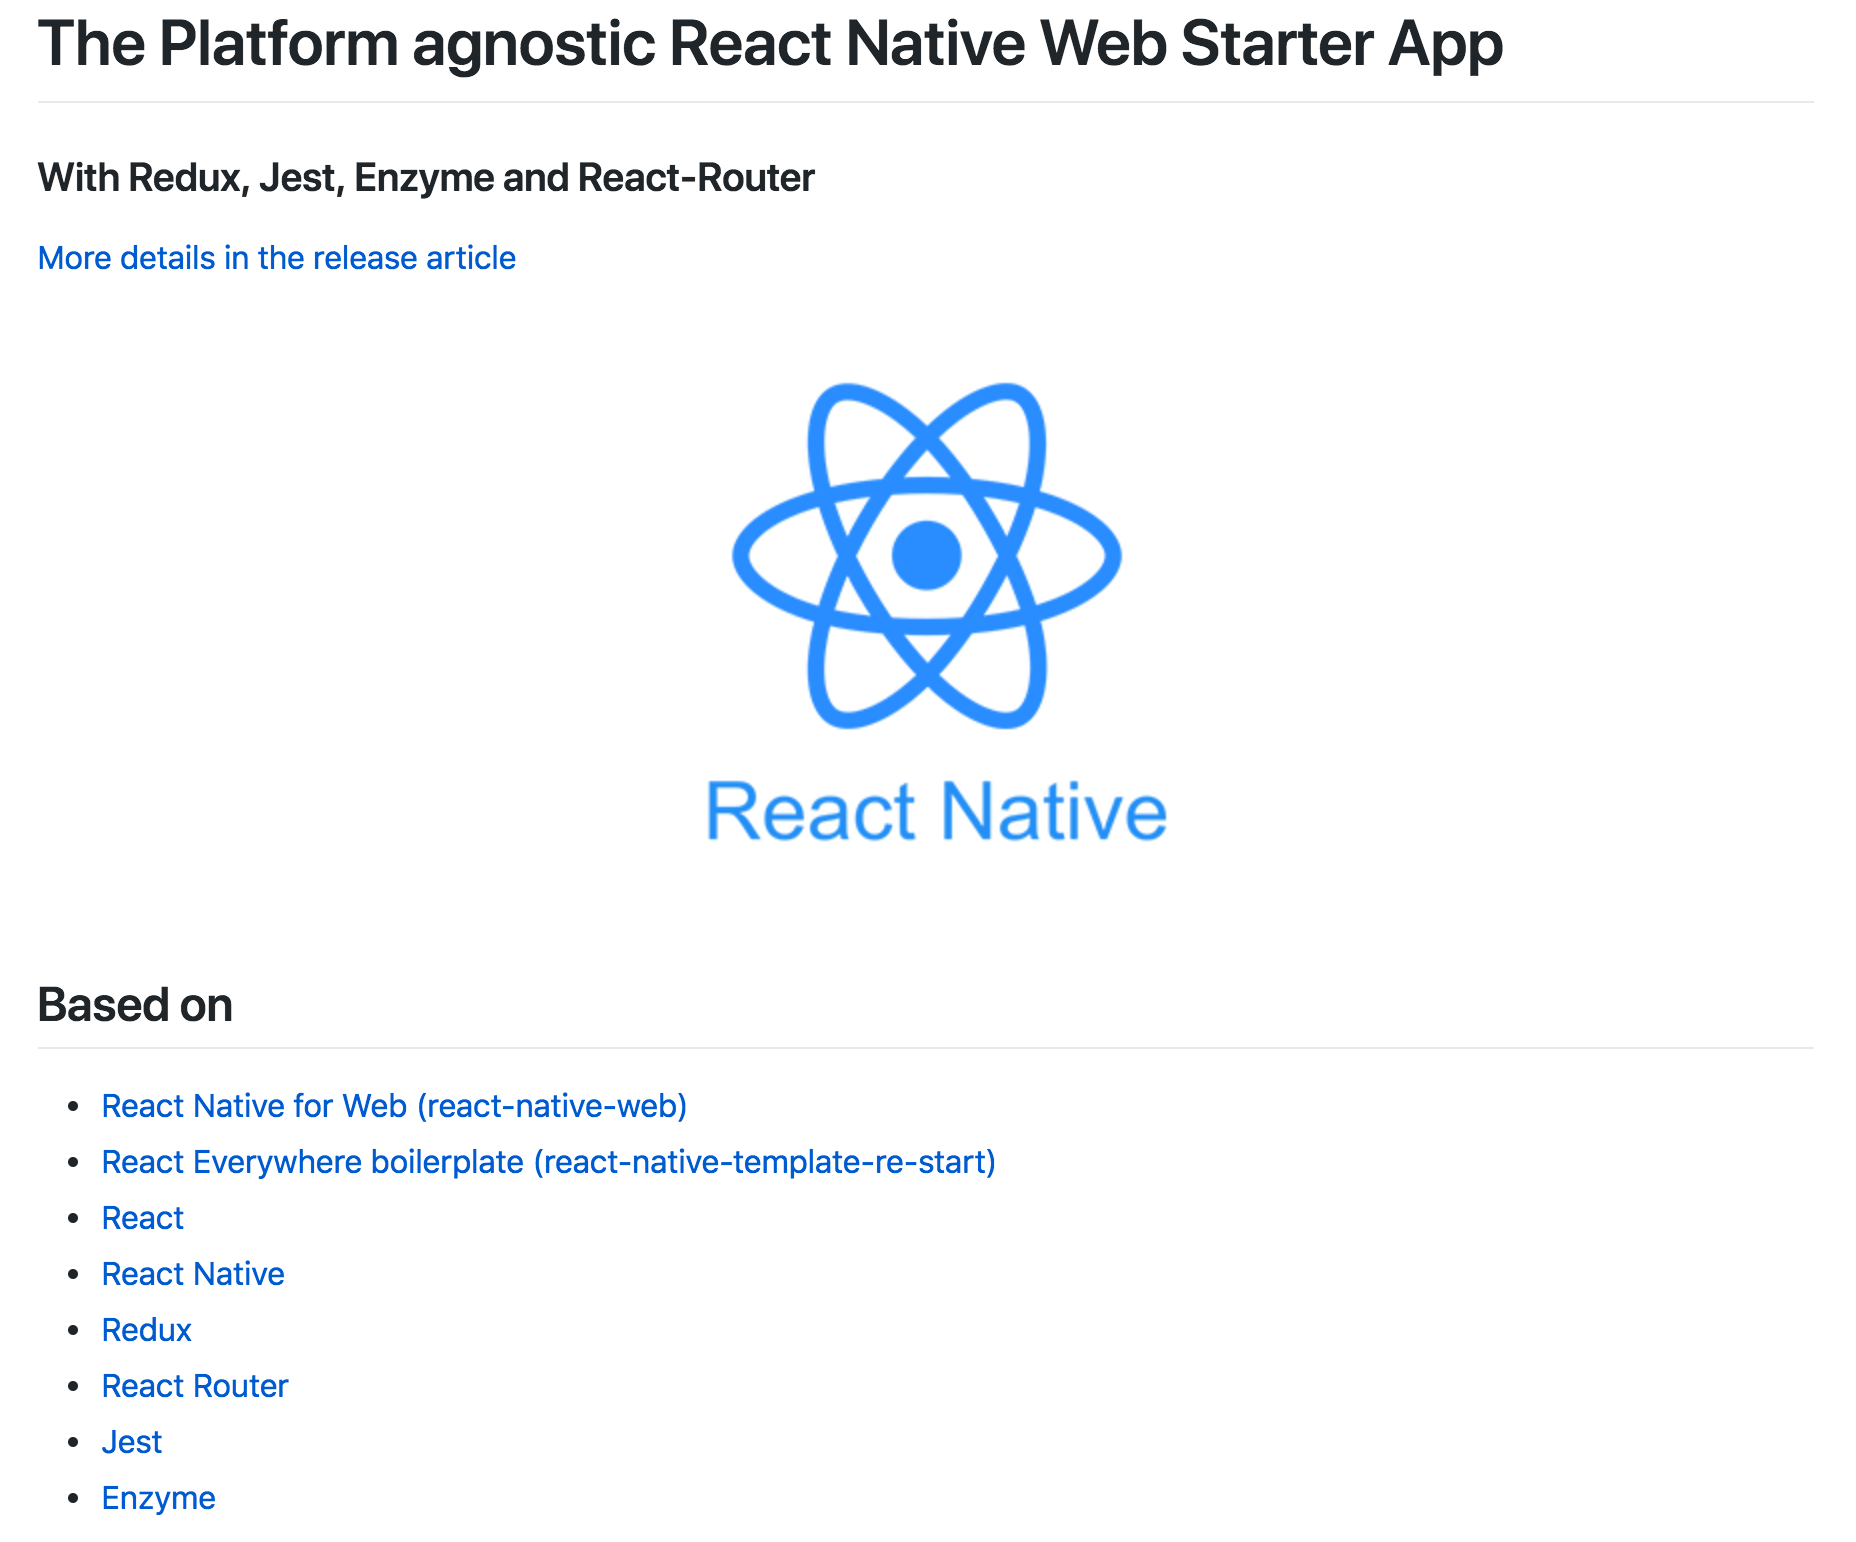 The Platform agnostic React Native Web Starter App
With Redux, Jest, Enzyme and React-Router
More details in the release article
React Native
Based on
React Native for Web (react-native-web)
React Everywhere boilerplate (react-native-template-re-start)
React
React Native
Redux
React Router
Jest
Enzyme